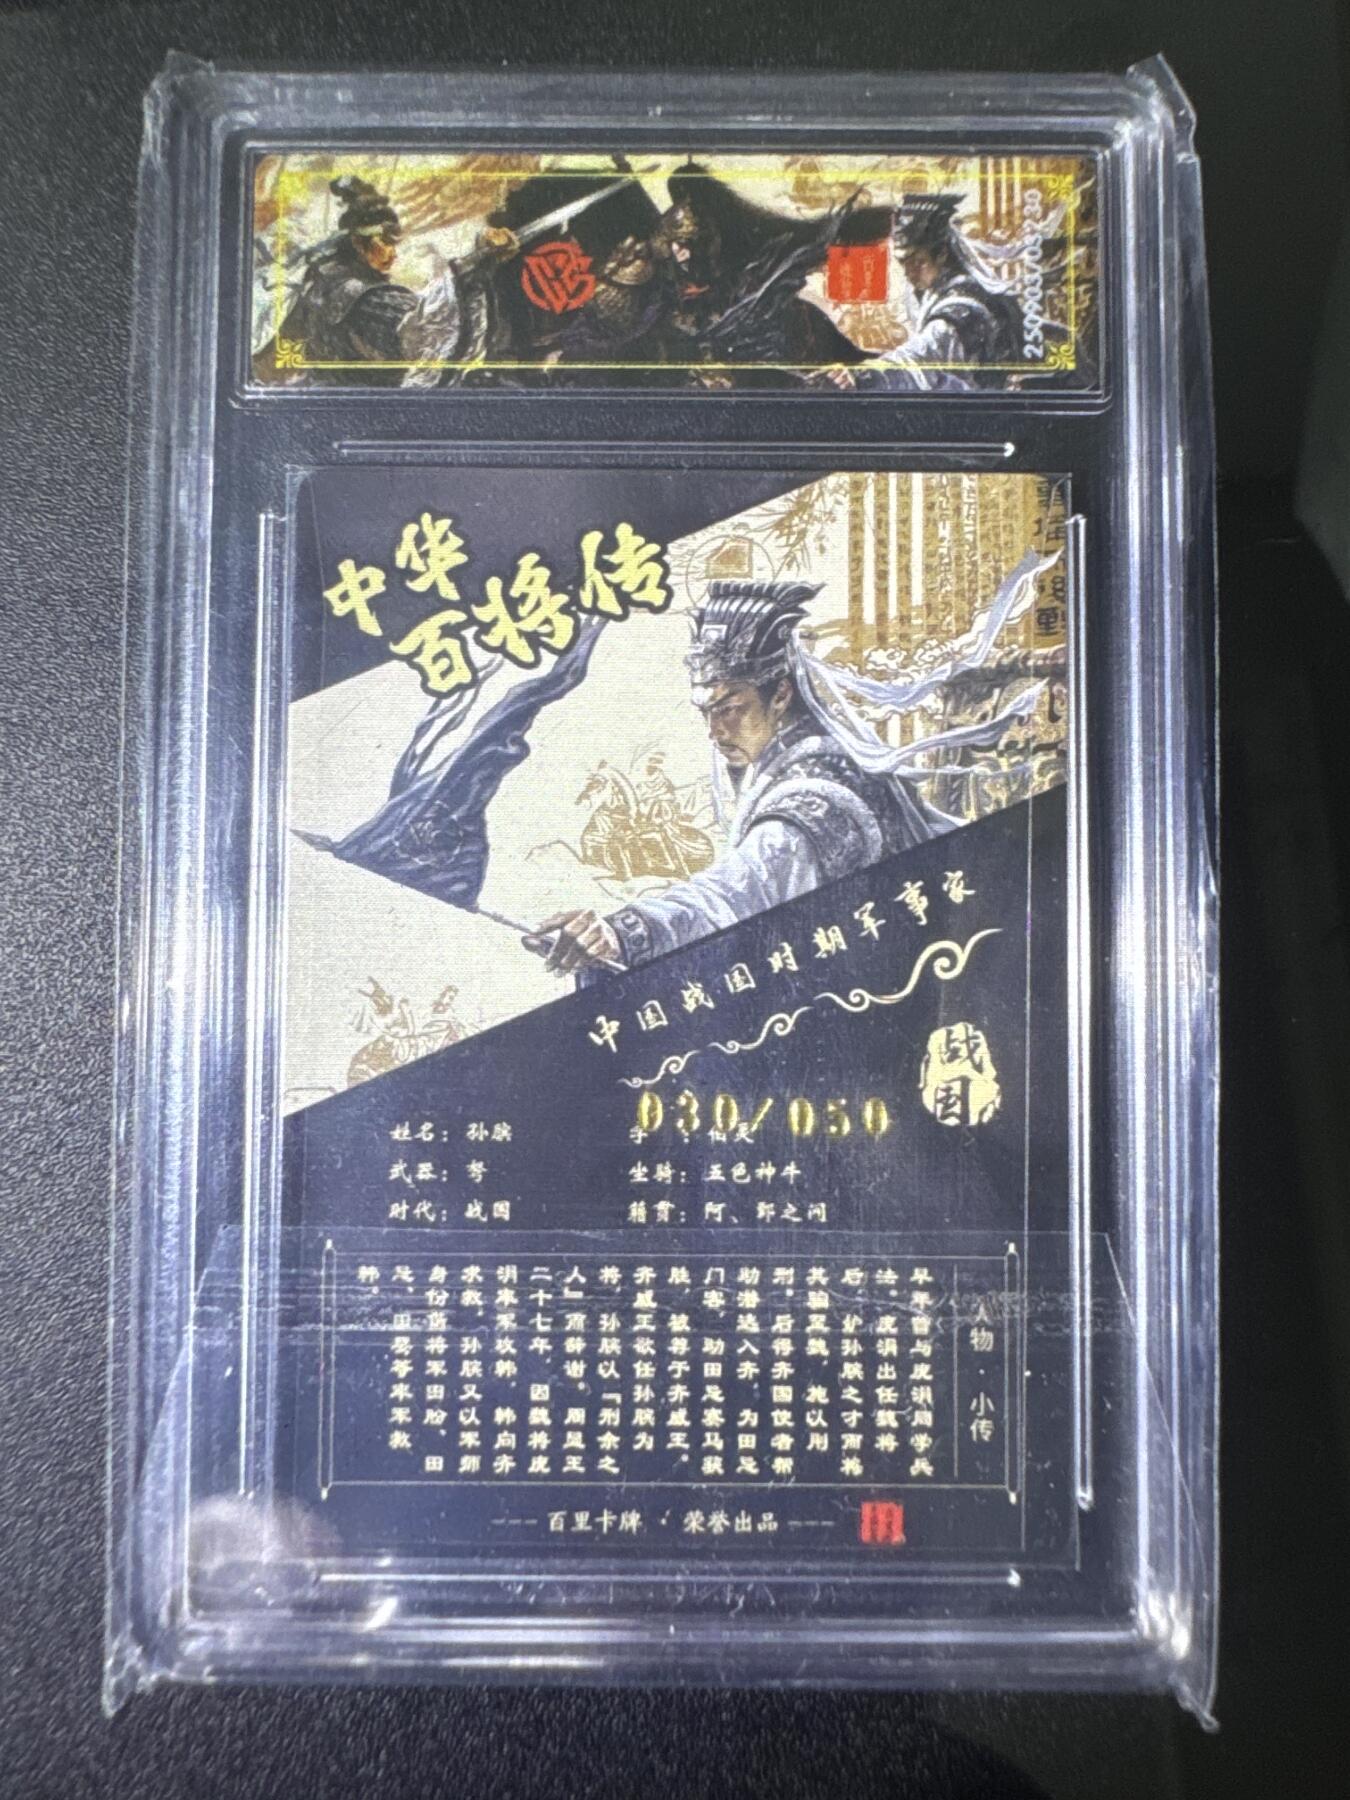 2509037035230
中华
百将传
中国战国时期军事家
战国
030/050
姓名：孙膑
字：伯灵
武器：弩
坐骑：五色神牛
时代：战国
籍贯：阿、鄄之间
人物·小传
早年曾与庞涓同学兵
法。庞涓出任魏将
后，妒孙膑之才而将
其骗至魏，施以刖
刑。后得齐国使者帮
助潜逃入齐，为田忌
门客，助田忌赛马获
胜，被荐于齐威王。
齐威王欲任孙膑为
将，孙膑以『刑余之
人』而辞谢。周显王
二十七年，因魏将庞
涓率军攻韩，韩向齐
求救，孙膑又以军师
身份偕将军田朌、田
忌、田婴等率军救
韩。
---百里卡牌·荣誉出品---